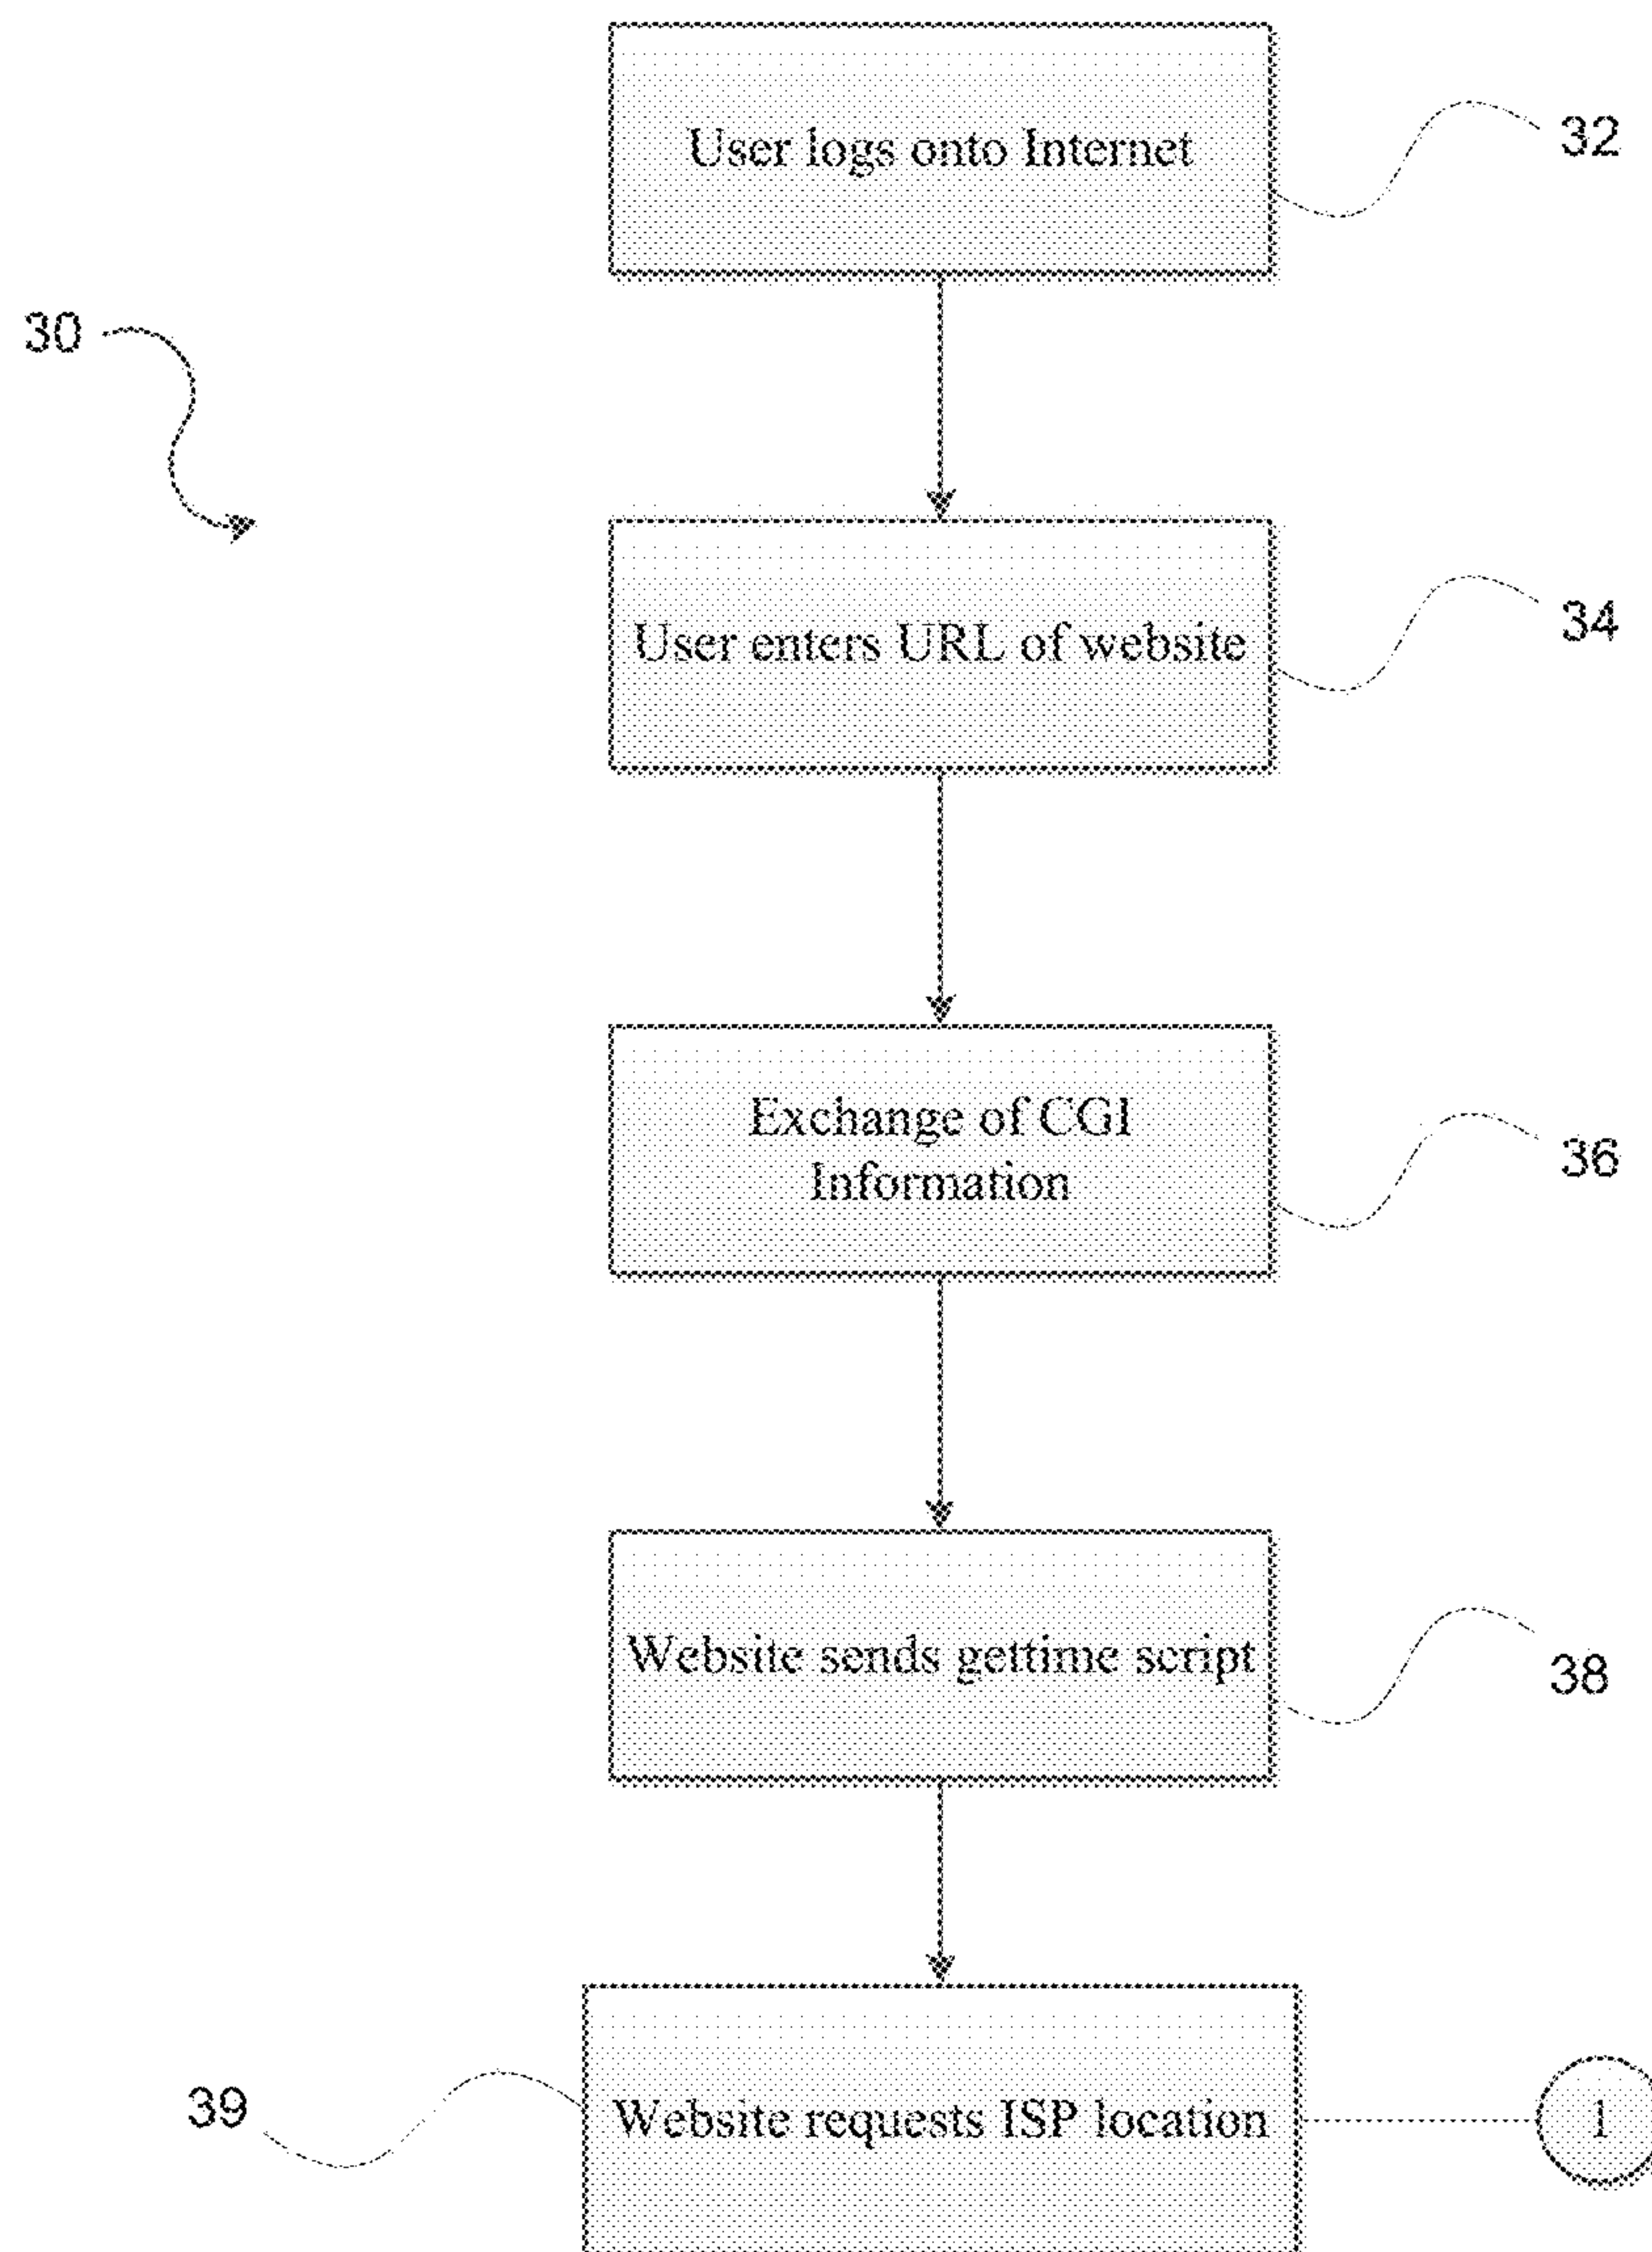 User logs onto Internet
32
30
User enters URL of website
34
Exchange of CGI
Information
36
Website sends gettime script
38
39
Website requests ISP location
1